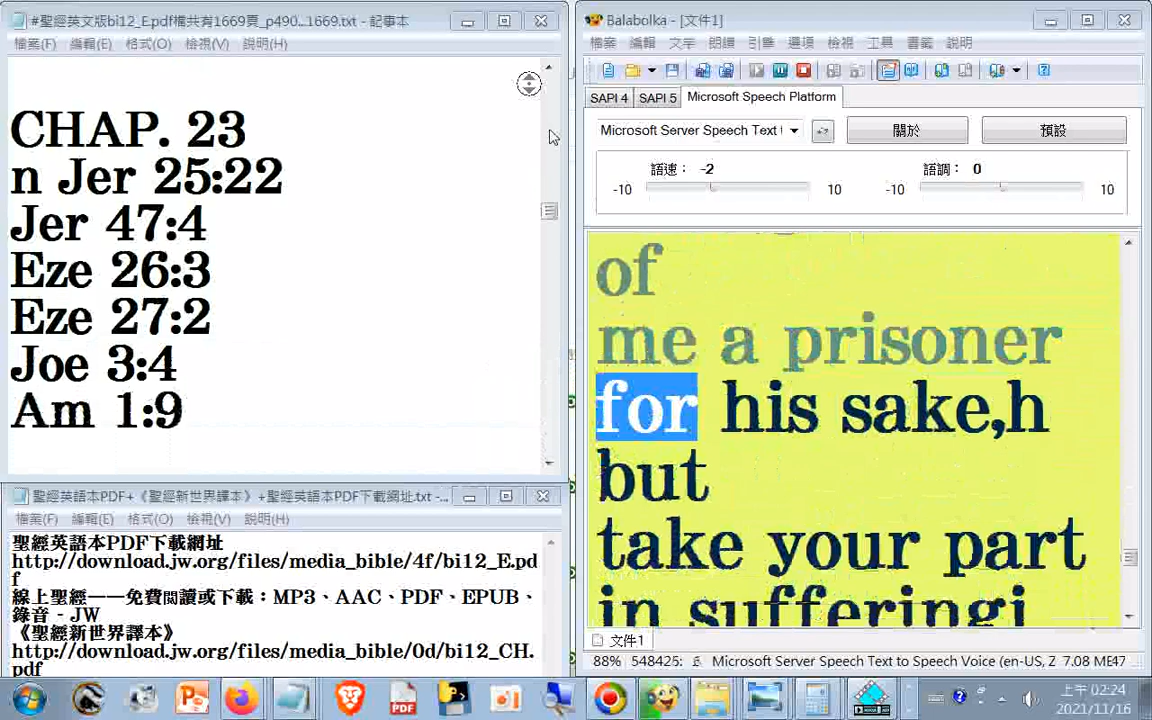 #聖經英文版bi12_E.pdf檔共有1669頁_p490...1669.txt - 記事本
檔案(F) 編輯(E) 格式(O) 檢視(V) 說明(H)
CHAP. 23
n Jer 25:22
Jer 47:4
Eze 26:3
Eze 27:2
Joe 3:4
Am 1:9
聖經英語本PDF+《聖經新世界譯本》+聖經英語本PDF下載網址.txt -...
檔案(F) 編輯(E) 格式(O) 檢視(V) 說明(H)
聖經英語本PDF下載網址
http://download.jw.org/files/media_bible/4f/bi12_E.pd
f
線上聖經——免費閱讀或下載：MP3、AAC、PDF、EPUB、
錄音 - JW
《聖經新世界譯本》
http://download.jw.org/files/media_bible/0d/bi12_CH.
pdf
Balabolka - [文件1]
檔案 編輯 文字 朗讀 引擎 選項 檢視 工具 書籤 說明
SAPI 4 SAPI 5 Microsoft Speech Platform
Microsoft Server Speech Text 關於 預設
語速： -2 語調： 0
-10 10 -10 10
of
me a prisoner
for his sake,h
but
take your part
in sufferingi
文件1
88% 548425: Microsoft Server Speech Text to Speech Voice (en-US, Z 7.08 ME47
上午 02:24
2021/11/16